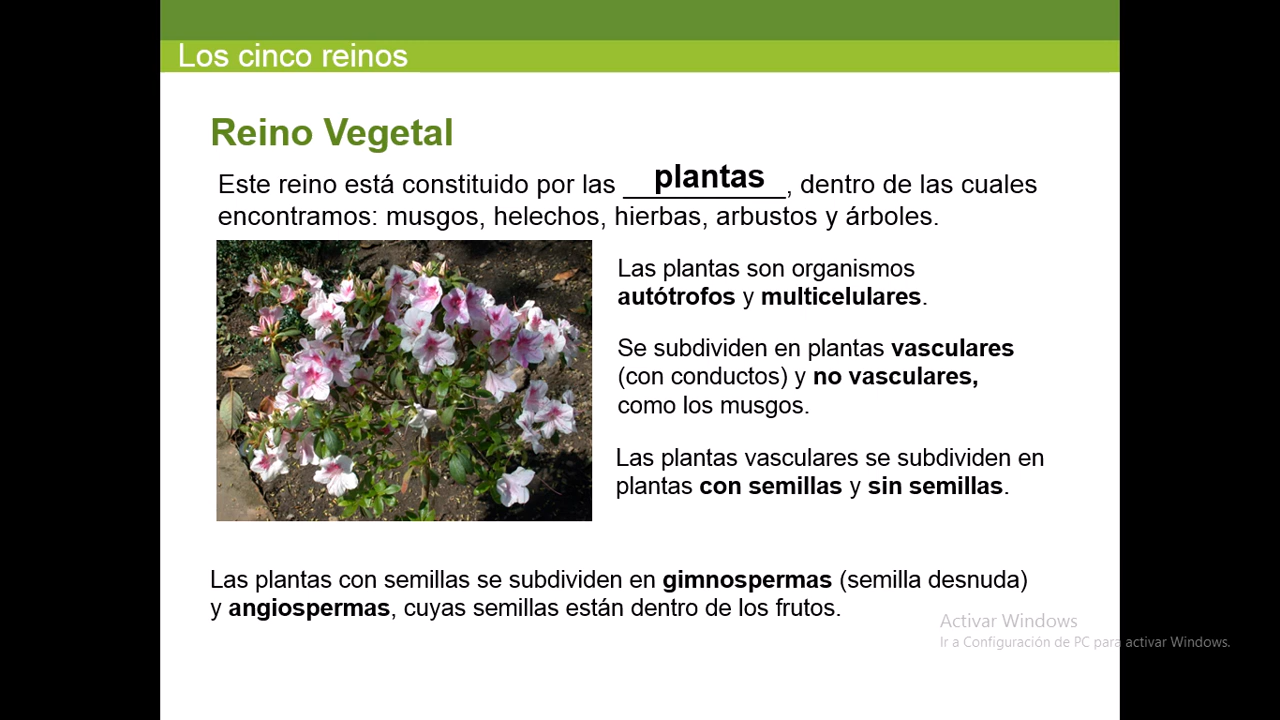 Los cinco reinos
Reino Vegetal
Este reino está constituido por las ___________, dentro de las cuales
plantas
encontramos: musgos, helechos, hierbas, arbustos y árboles.
Las plantas son organismos
autótrofos y multicelulares.
Se subdividen en plantas vasculares
(con conductos) y no vasculares,
como los musgos.
Las plantas vasculares se subdividen en
plantas con semillas y sin semillas.
Las plantas con semillas se subdividen en gimnospermas (semilla desnuda)
y angiospermas, cuyas semillas están dentro de los frutos.
Activar Windows
Ir a Configuración de PC para activar Windows.